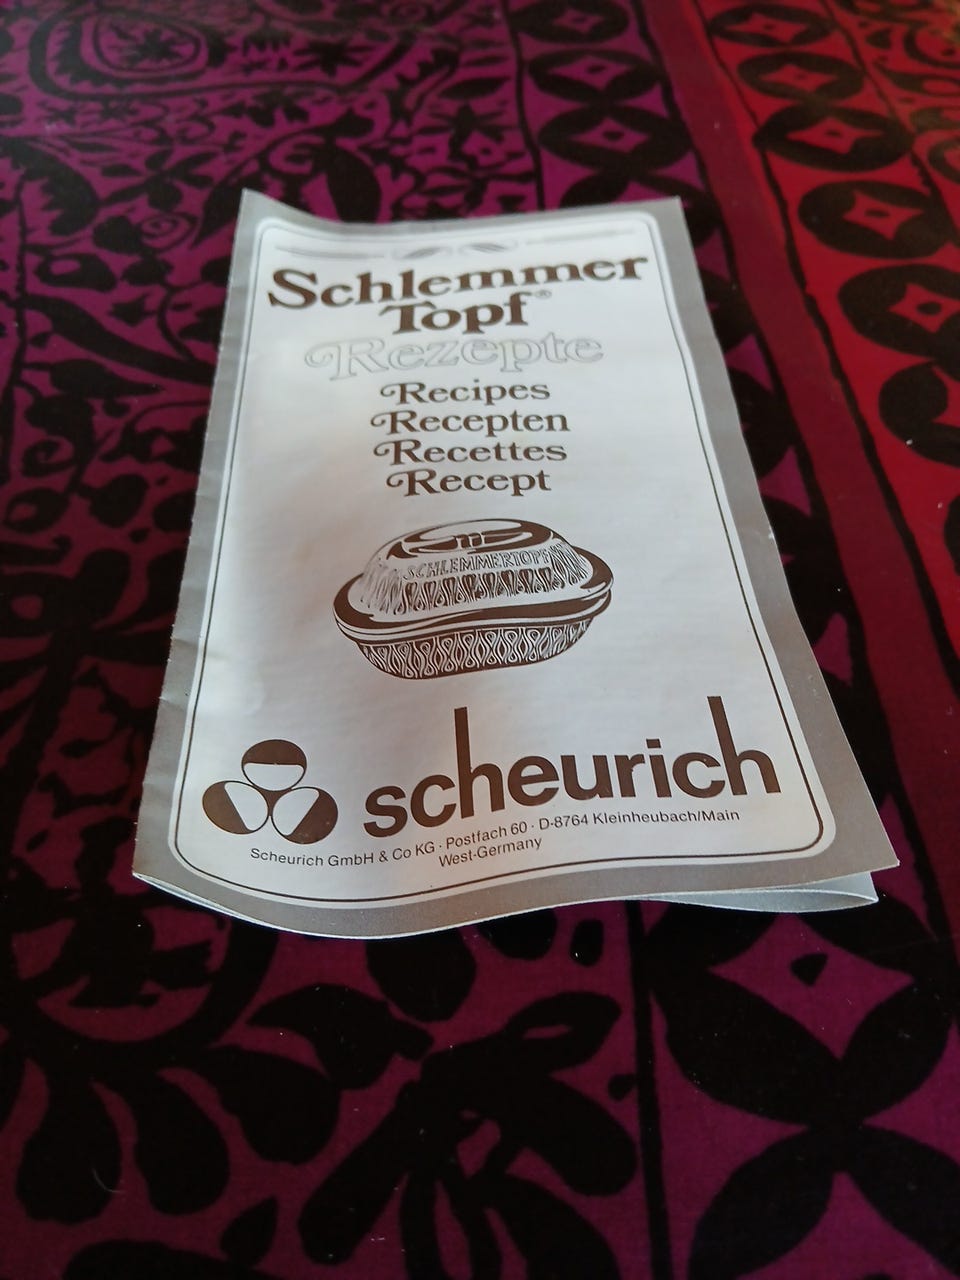 Schlemmer
Topf®
Rezepte
Recipes
Recepten
Recettes
Recept
SCHLEMMERTOPF
scheurich
Scheurich GmbH & Co KG · Postfach 60 · D-8764 Kleinheubach/Main
West-Germany